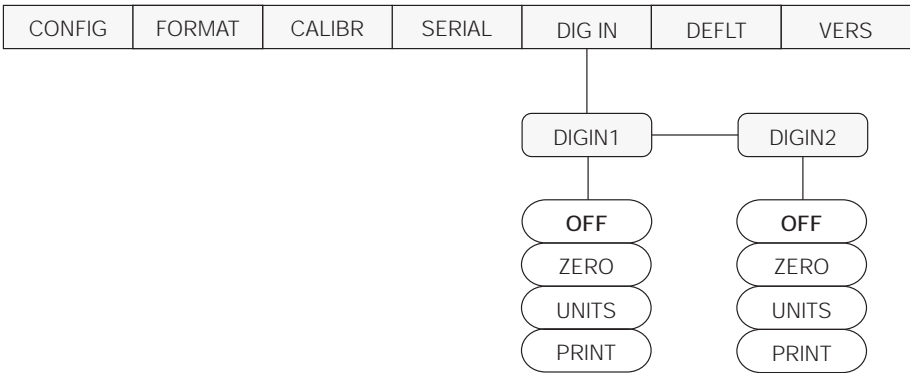 CONFIG FORMAT CALIBR SERIAL DIG IN DEFLT VERS
DIGIN1 DIGIN2
OFF OFF
ZERO ZERO
UNITS UNITS
PRINT PRINT